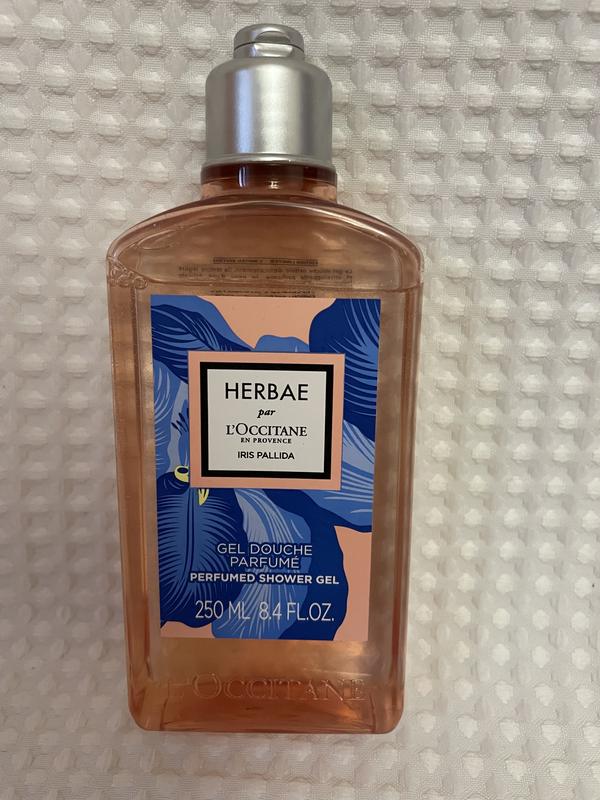 HERBAE
par
L'OCCITANE
EN PROVENCE
IRIS PALLIDA
GEL DOUCHE
PARFUMÉ
PERFUMED SHOWER GEL
250 ML 8.4 FL.OZ.
L'OCCITANE